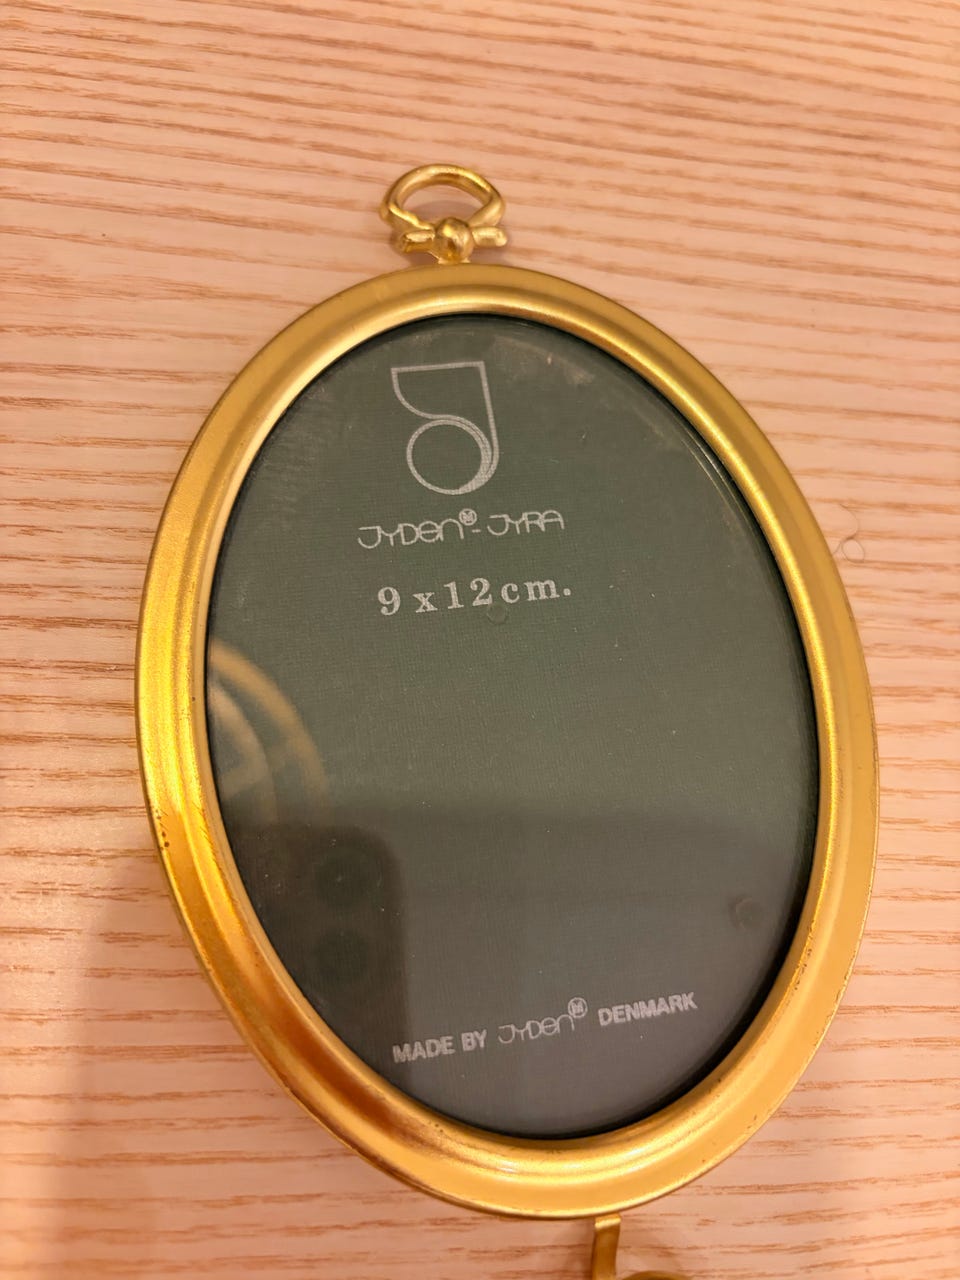 JYDEN Ⓜ - JYRA
9 x 12 cm.
MADE BY JYDEN Ⓜ DENMARK